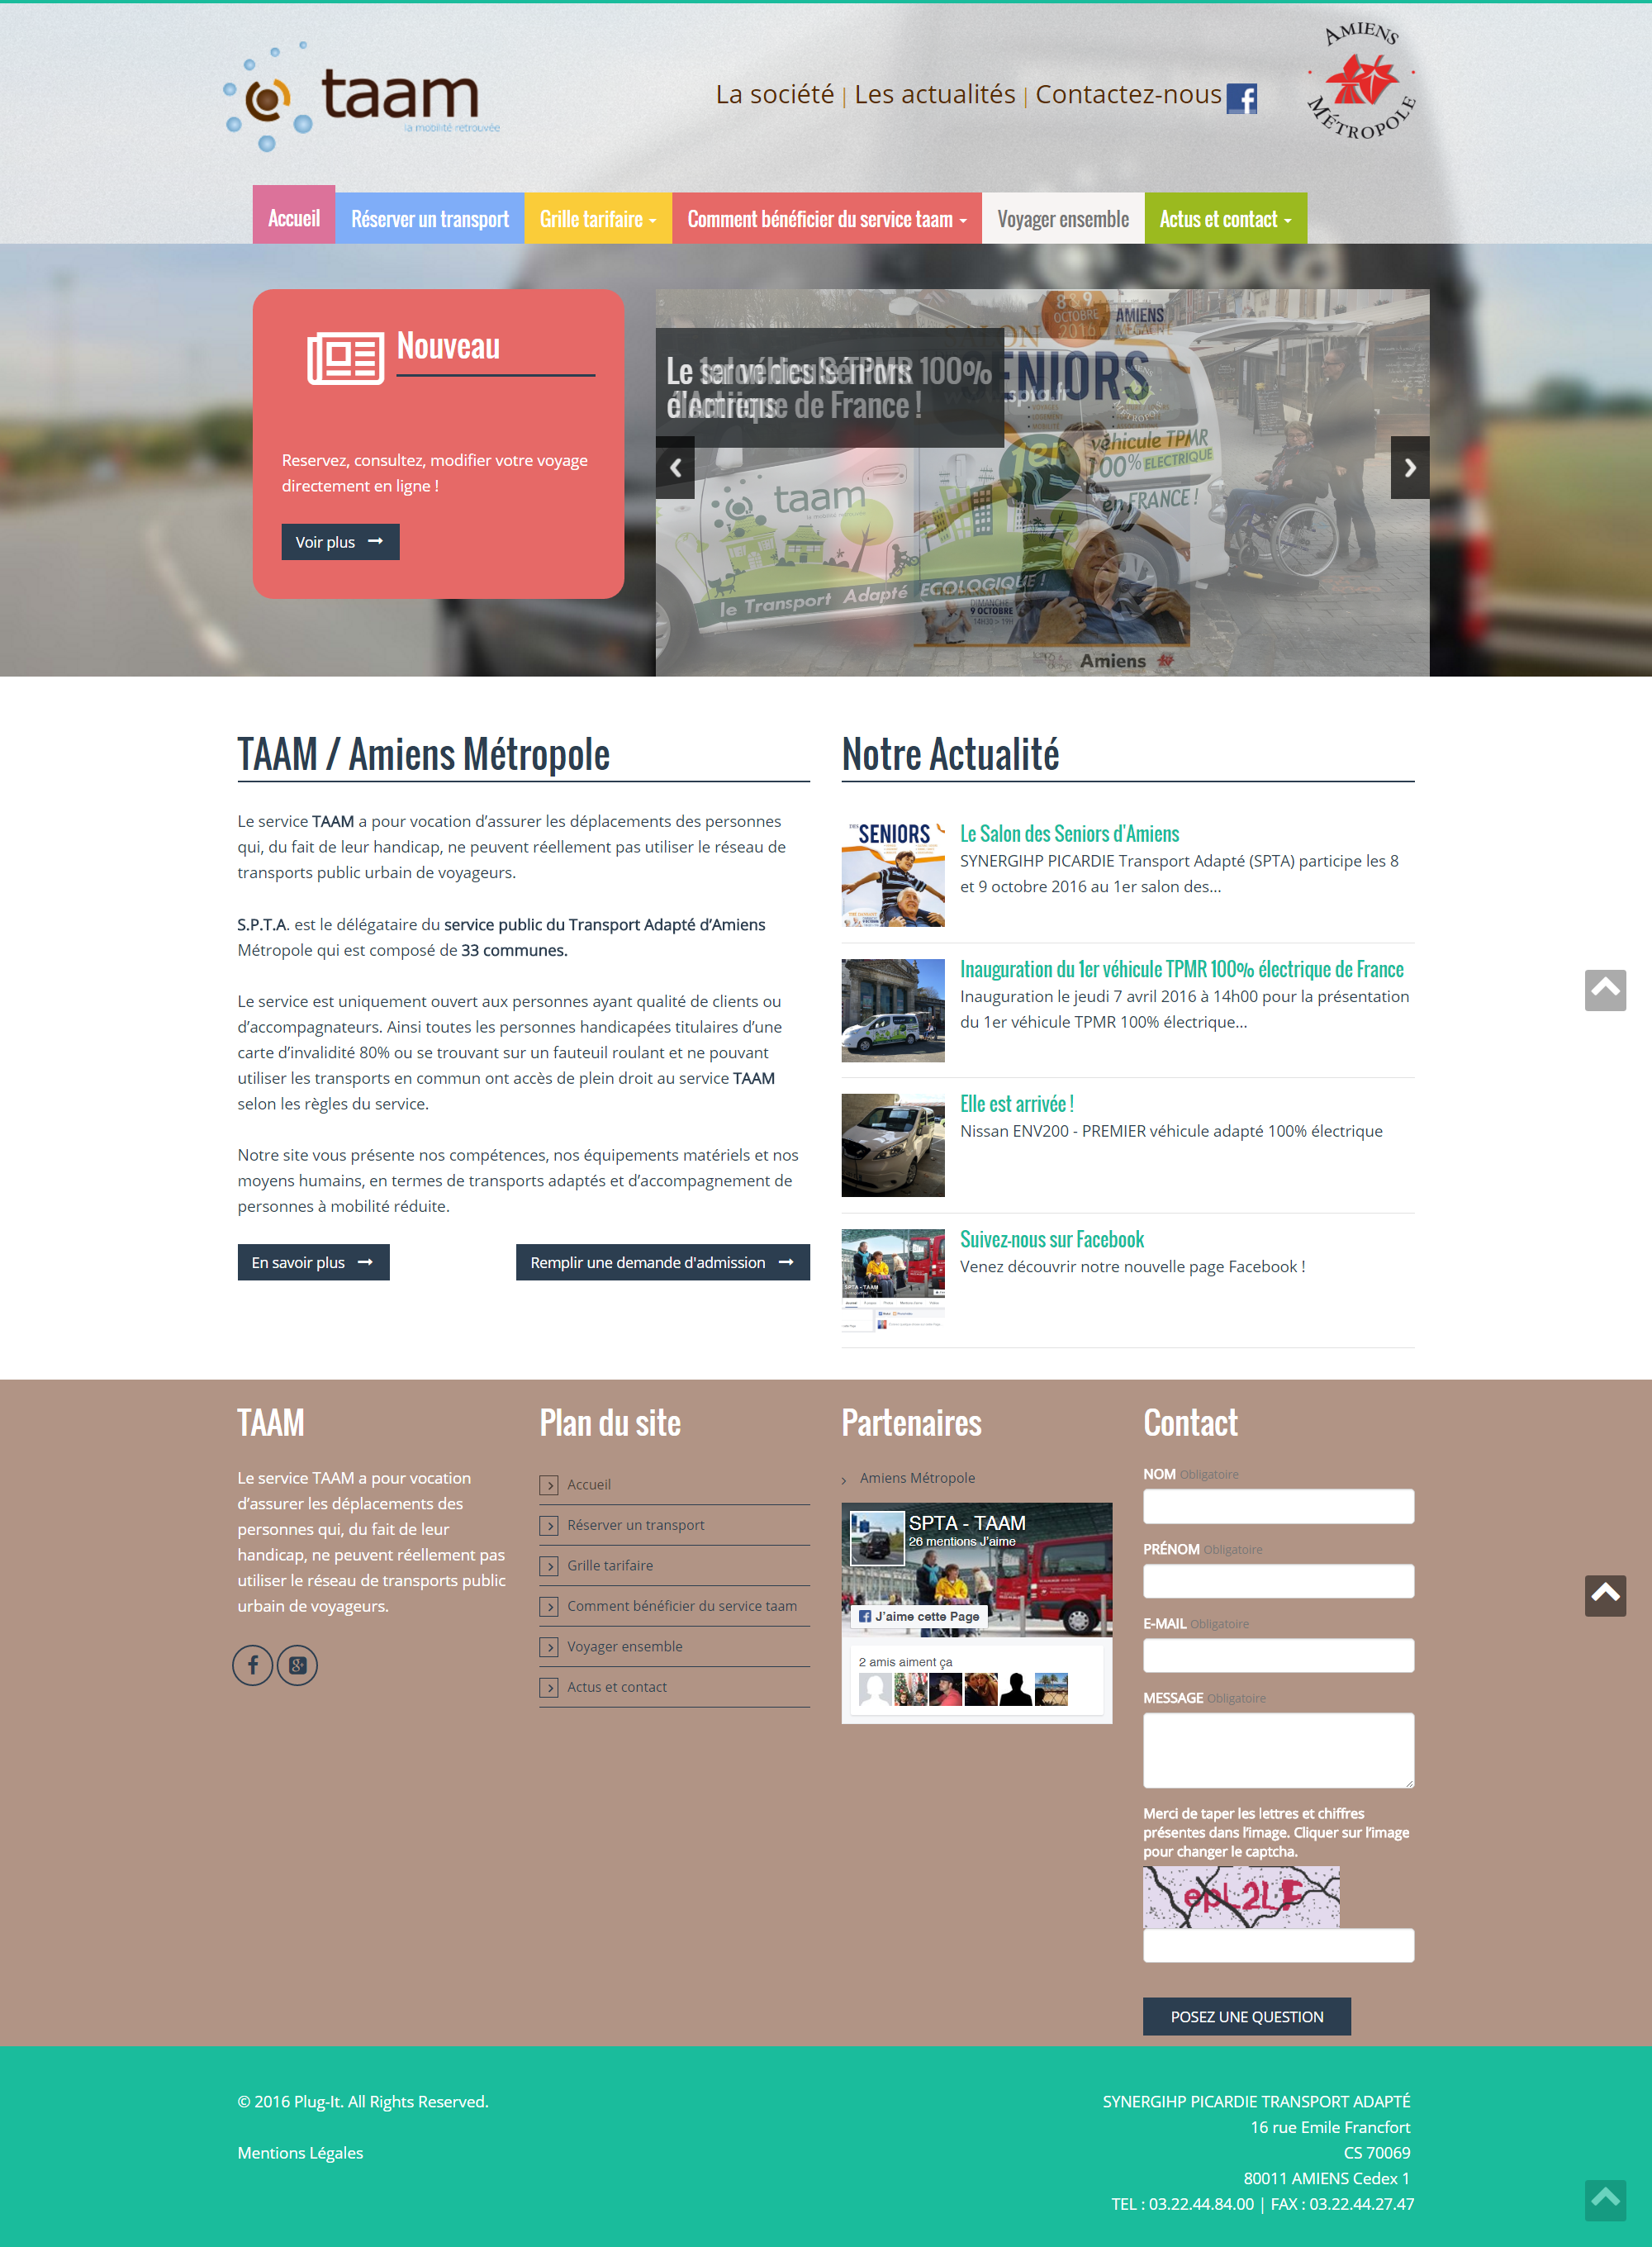 taam
la mobilité retrouvée
La société | Les actualités | Contactez-nous
AMIENS
MÉTROPOLE
Accueil
Réserver un transport
Grille tarifaire
Comment bénéficier du service taam
Voyager ensemble
Actus et contact
Nouveau
Reservez, consultez, modifier votre voyage
directement en ligne !
Voir plus
8 & 9
OCTOBRE
2016
AMIENS
MÉGACITÉ
SALON
SENIORS
spta.fr
véhicule TPMR
1er
100% ELECTRIQUE
en FRANCE !
taam
le Transport Adapté ECOLOGIQUE !
DIMANCHE
9 OCTOBRE
14H30 > 19H
Amiens
TAAM / Amiens Métropole
Le service TAAM a pour vocation d’assurer les déplacements des personnes
qui, du fait de leur handicap, ne peuvent réellement pas utiliser le réseau de
transports public urbain de voyageurs.
S.P.T.A. est le délégataire du service public du Transport Adapté d’Amiens
Métropole qui est composé de 33 communes.
Le service est uniquement ouvert aux personnes ayant qualité de clients ou
d’accompagnateurs. Ainsi toutes les personnes handicapées titulaires d’une
carte d’invalidité 80% ou se trouvant sur un fauteuil roulant et ne pouvant
utiliser les transports en commun ont accès de plein droit au service TAAM
selon les règles du service.
Notre site vous présente nos compétences, nos équipements matériels et nos
moyens humains, en termes de transports adaptés et d’accompagnement de
personnes à mobilité réduite.
En savoir plus
Remplir une demande d'admission
Notre Actualité
SENIORS
Le Salon des Seniors d'Amiens
SYNERGIHP PICARDIE Transport Adapté (SPTA) participe les 8
et 9 octobre 2016 au 1er salon des...
Inauguration du 1er véhicule TPMR 100% électrique de France
Inauguration le jeudi 7 avril 2016 à 14h00 pour la présentation
du 1er véhicule TPMR 100% électrique...
Elle est arrivée !
Nissan ENV200 - PREMIER véhicule adapté 100% électrique
Suivez-nous sur Facebook
Venez découvrir notre nouvelle page Facebook !
TAAM
Le service TAAM a pour vocation
d’assurer les déplacements des
personnes qui, du fait de leur
handicap, ne peuvent réellement pas
utiliser le réseau de transports public
urbain de voyageurs.
Plan du site
Accueil
Réserver un transport
Grille tarifaire
Comment bénéficier du service taam
Voyager ensemble
Actus et contact
Partenaires
Amiens Métropole
SPTA - TAAM
26 mentions J’aime
J’aime cette Page
2 amis aiment ça
Contact
NOM Obligatoire
PRÉNOM Obligatoire
E-MAIL Obligatoire
MESSAGE Obligatoire
Merci de taper les lettres et chiffres
présentes dans l’image. Cliquer sur l’image
pour changer le captcha.
epL2LF
POSEZ UNE QUESTION
© 2016 Plug-It. All Rights Reserved.
Mentions Légales
SYNERGIHP PICARDIE TRANSPORT ADAPTÉ
16 rue Emile Francfort
CS 70069
80011 AMIENS Cedex 1
TEL : 03.22.44.84.00 | FAX : 03.22.44.27.47